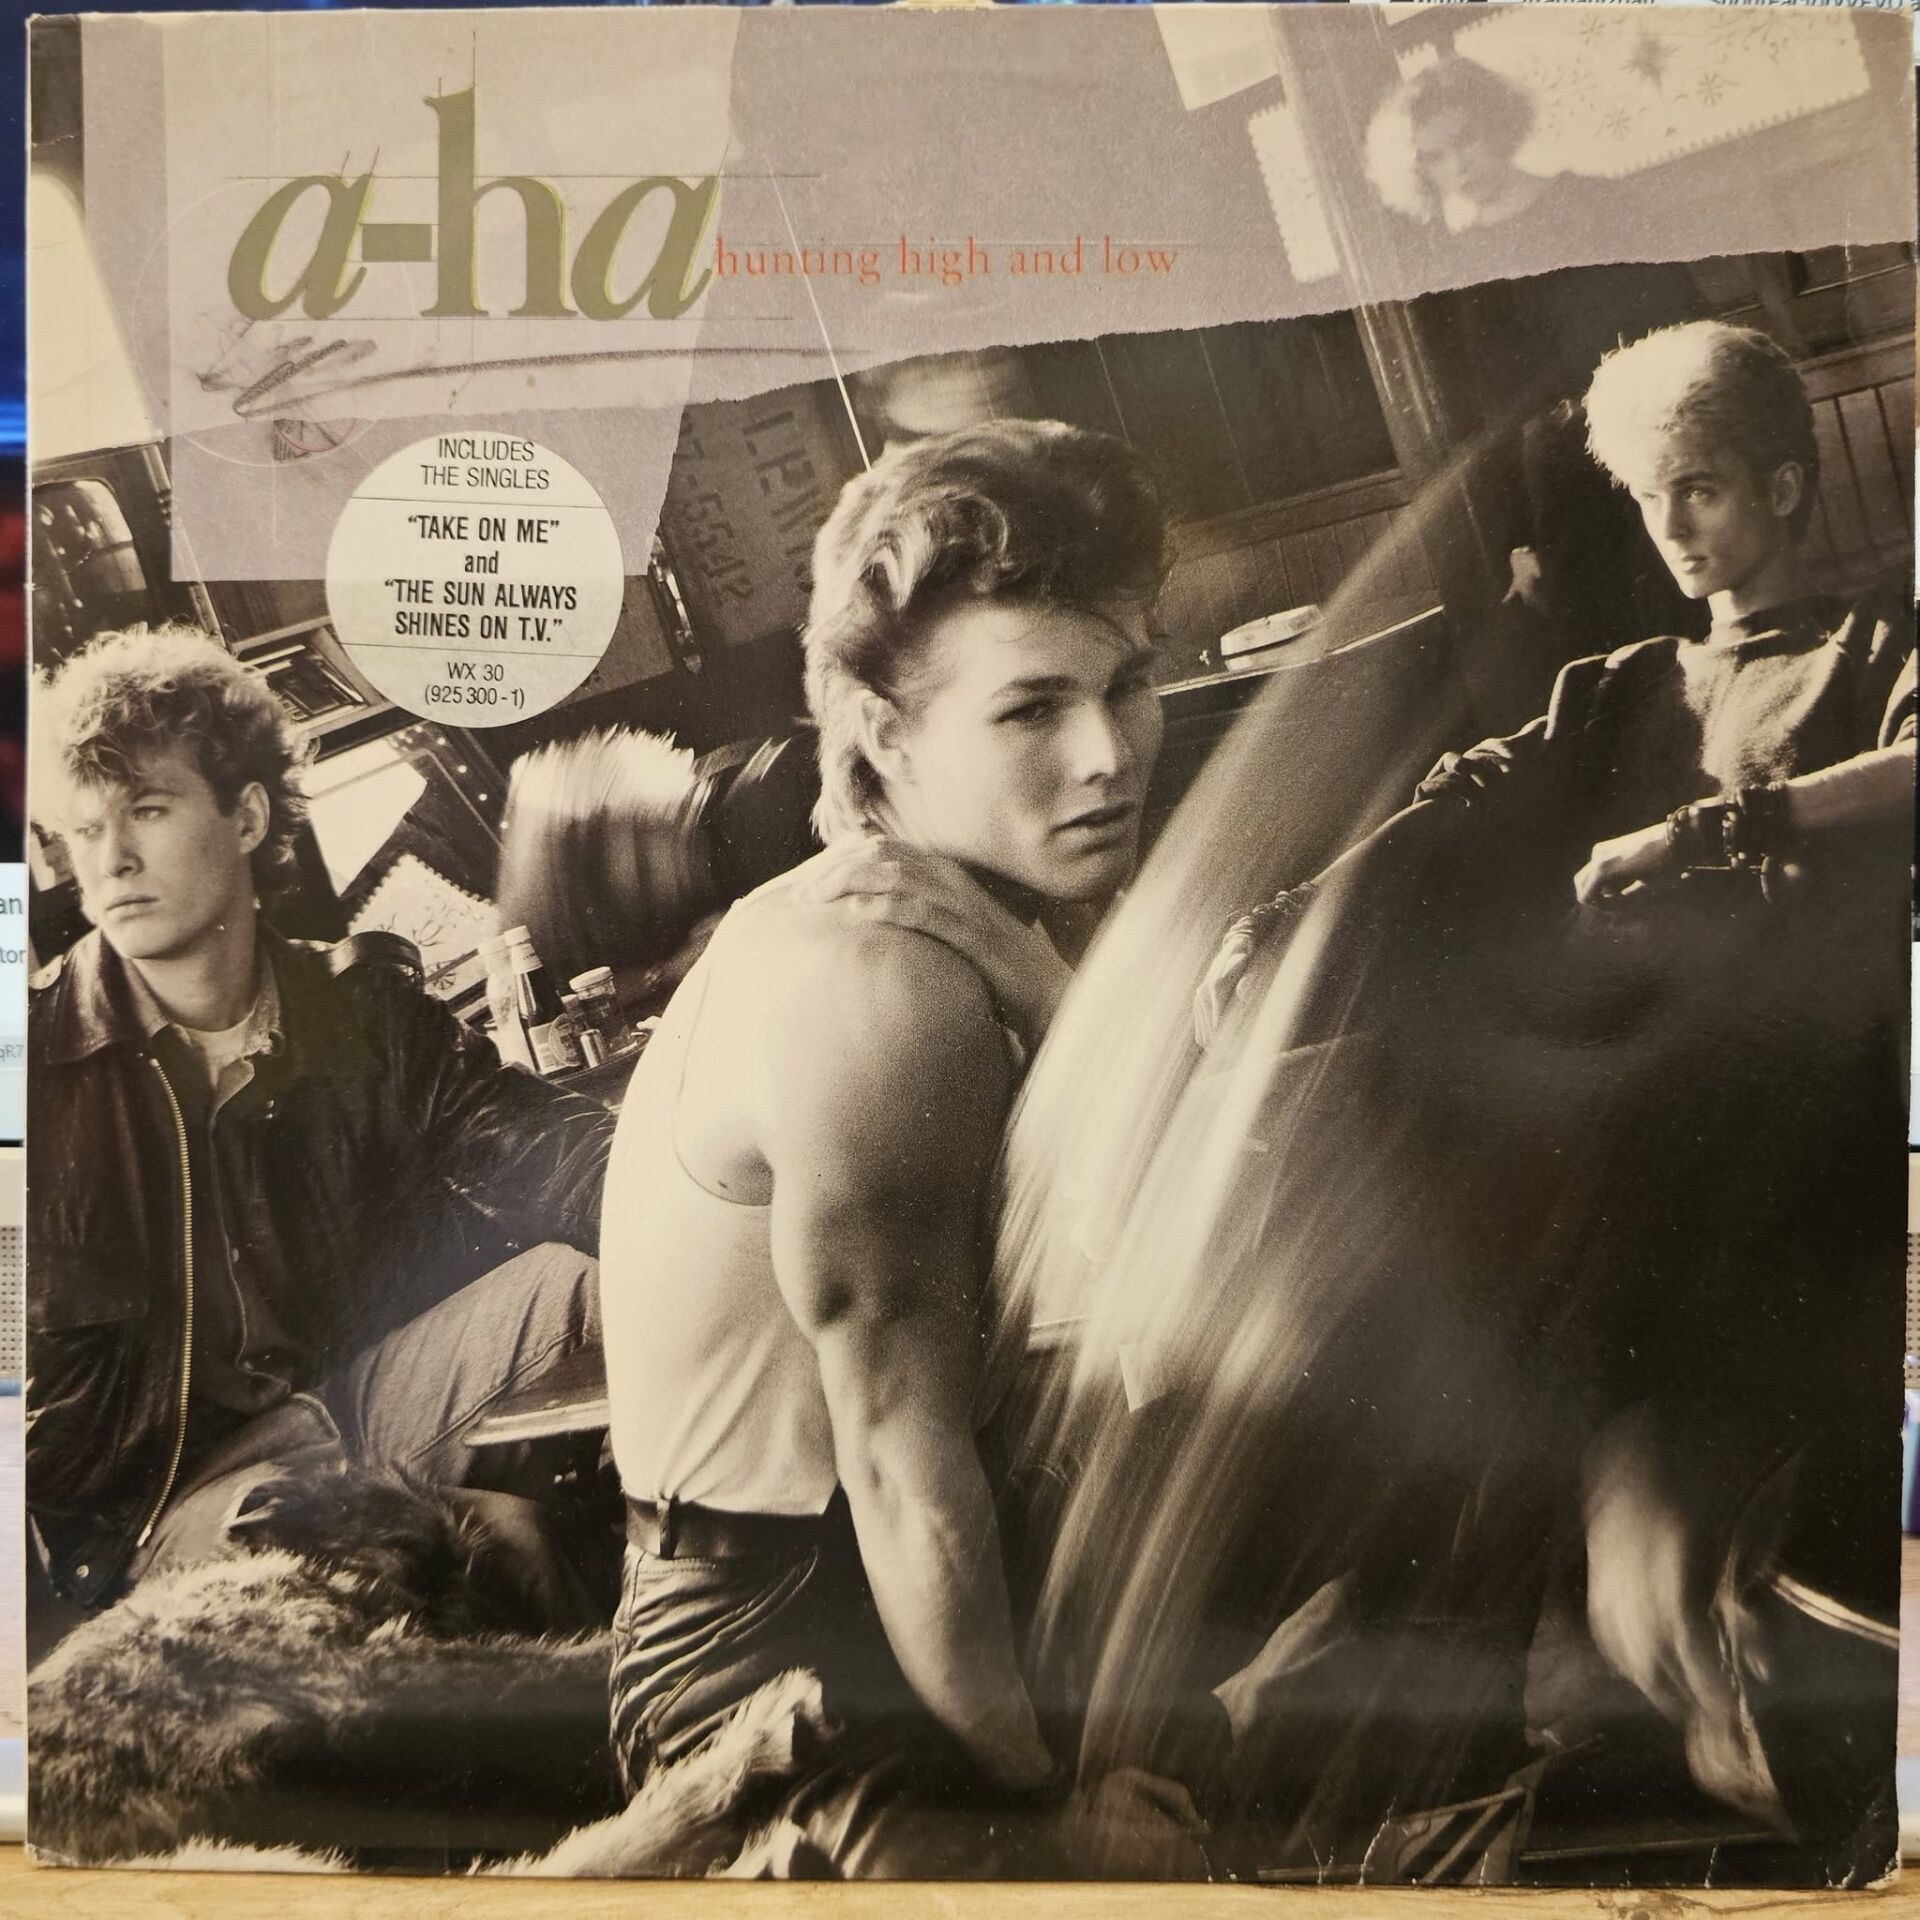 a-ha
hunting high and low
INCLUDES
THE SINGLES
“TAKE ON ME”
and
“THE SUN ALWAYS
SHINES ON T.V.”
WX 30
(925 300-1)